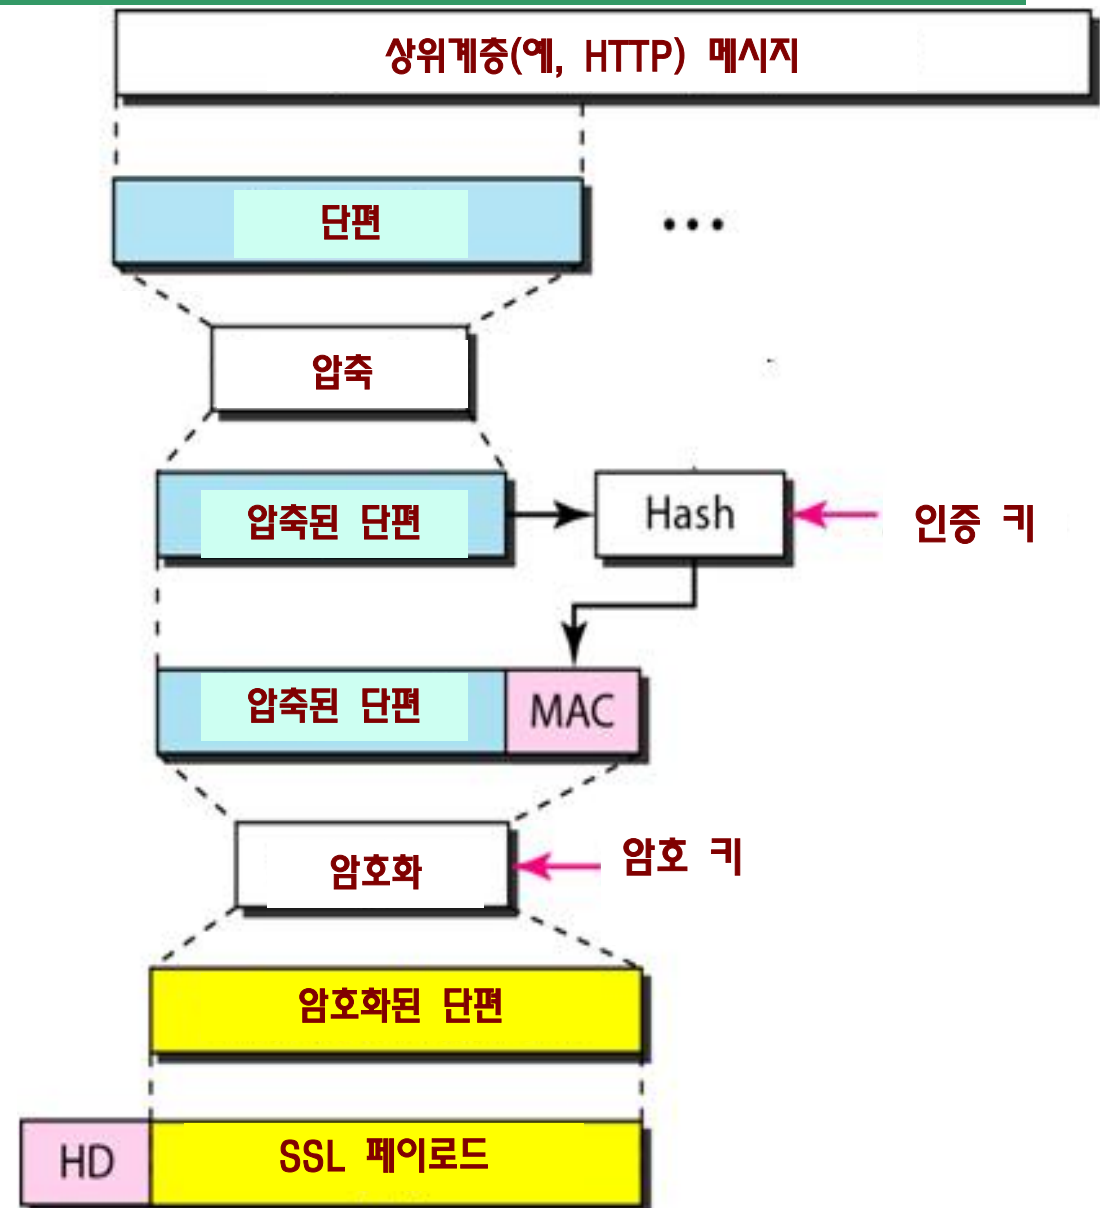 상위계층(예, HTTP) 메시지
단편
•••
압축
압축된 단편
Hash
인증 키
압축된 단편
MAC
암호화
암호 키
암호화된 단편
HD
SSL 페이로드